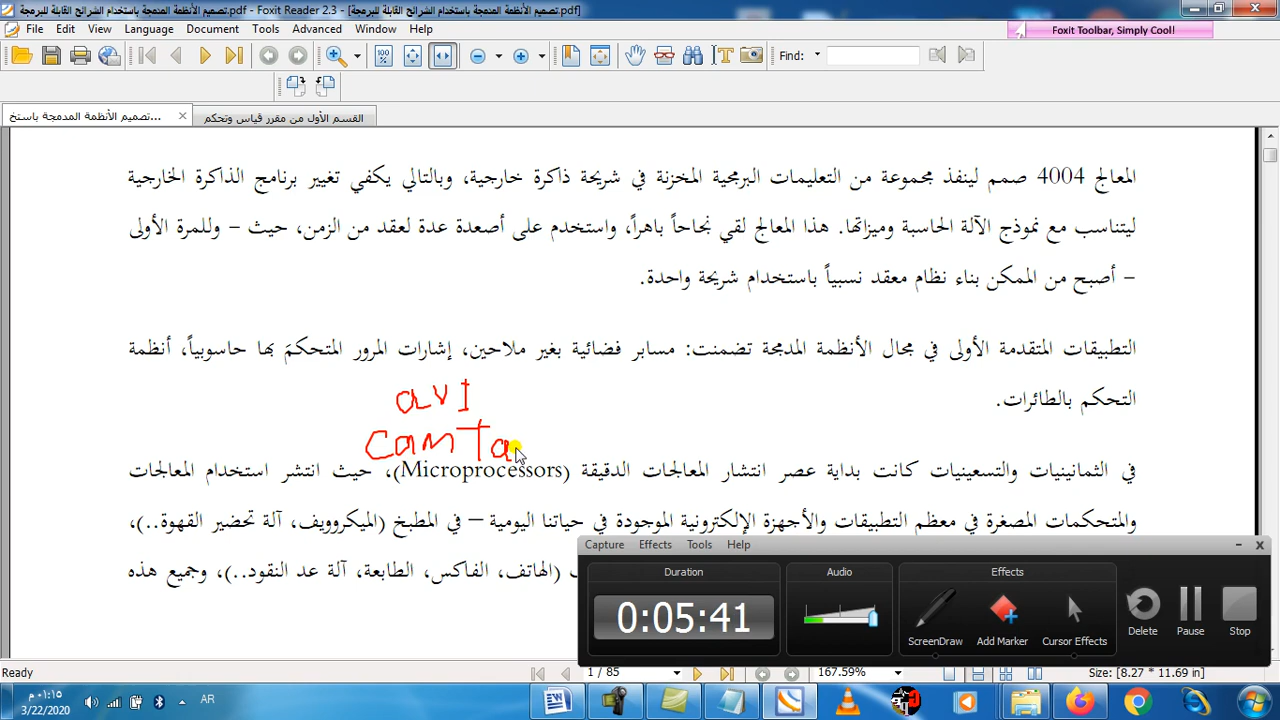 تصميم الأنظمة المدمجة باستخدام الشرائح القابلة للبرمجة.pdf - Foxit Reader 2.3 - [تصميم الأنظمة المدمجة باستخدام الشرائح القابلة للبرمجة.pdf]
File Edit View Language Document Tools Advanced Window Help
Foxit Toolbar, Simply Cool!
Find:
تصميم الأنظمة المدمجة باستخ...
القسم الأول من مقرر قياس وتحكم
المعالج 4004 صمم لينفذ مجموعة من التعليمات البرمجية المخزنة في شريحة ذاكرة خارجية، وبالتالي يكفي تغيير برنامج الذاكرة الخارجية
ليتناسب مع نموذج الآلة الحاسبة وميزاتها. هذا المعالج لقي نجاحاً باهراً، واستخدم على أصعدة عدة لعقد من الزمن، حيث – وللمرة الأولى
– أصبح من الممكن بناء نظام معقد نسبياً باستخدام شريحة واحدة.
التطبيقات المتقدمة الأولى في مجال الأنظمة المدمجة تضمنت: مسابر فضائية بغير ملاحين، إشارات المرور المتحكمَ بها حاسوبياً، أنظمة
التحكم بالطائرات.
avI
camTa
في الثمانينيات والتسعينيات كانت بداية عصر انتشار المعالجات الدقيقة (Microprocessors)، حيث انتشر استخدام المعالجات
والمتحكمات المصغرة في معظم التطبيقات والأجهزة الإلكترونية الموجودة في حياتنا اليومية – في المطبخ (الميكروويف، آلة تحضير القهوة..)،
(الهاتف، الفاكس، الطابعة، آلة عد النقود..)، وجميع هذه
Capture Effects Tools Help
Duration
Audio
Effects
0:05:41
ScreenDraw Add Marker Cursor Effects Delete Pause Stop
Ready
1 / 85
167.59%
Size: [8.27 * 11.69 in]
٠١:١٥ م
3/22/2020
AR